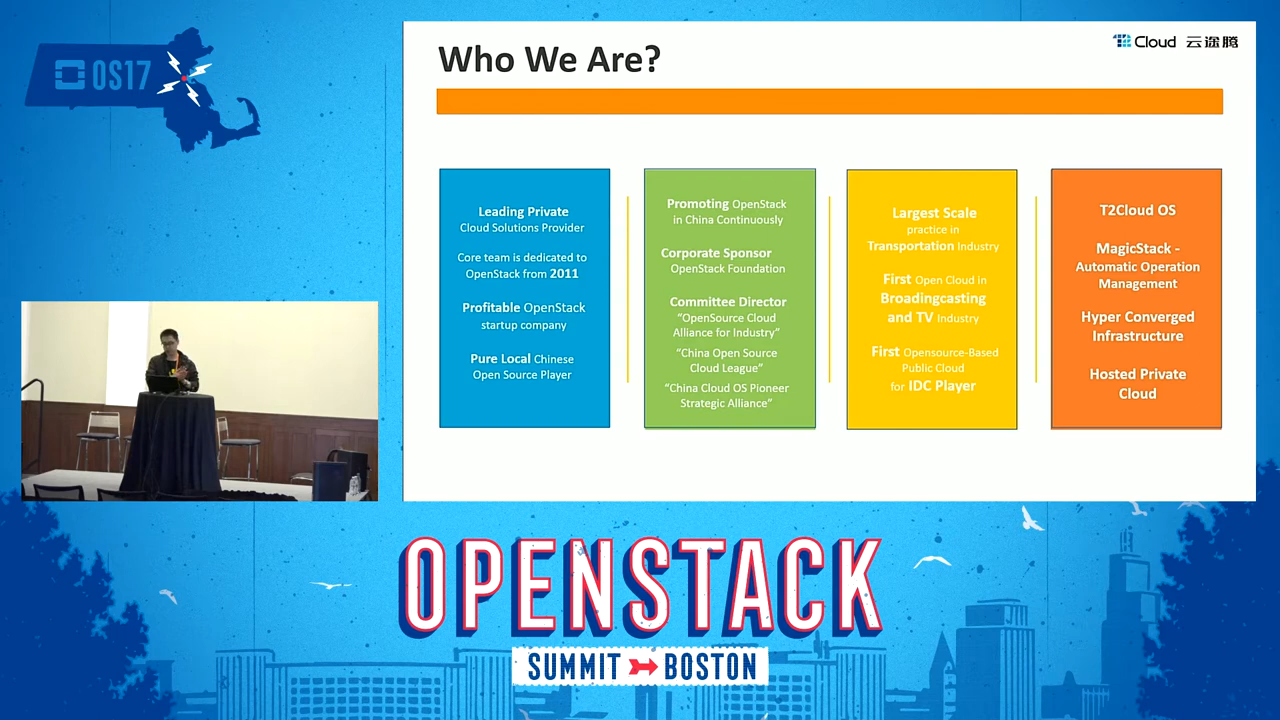 OS17
Who We Are?
Cloud 云途腾
Leading Private
Cloud Solutions Provider
Core team is dedicated to
OpenStack from 2011
Profitable OpenStack
startup company
Pure Local Chinese
Open Source Player
Promoting OpenStack
in China Continuously
Corporate Sponsor
OpenStack Foundation
Committee Director
“OpenSource Cloud
Alliance for Industry”
“China Open Source
Cloud League”
“China Cloud OS Pioneer
Strategic Alliance”
Largest Scale
practice in
Transportation Industry
First Open Cloud in
Broadingcasting
and TV Industry
First Opensource-Based
Public Cloud
for IDC Player
T2Cloud OS
MagicStack -
Automatic Operation
Management
Hyper Converged
Infrastructure
Hosted Private
Cloud
OPENSTACK
SUMMIT BOSTON